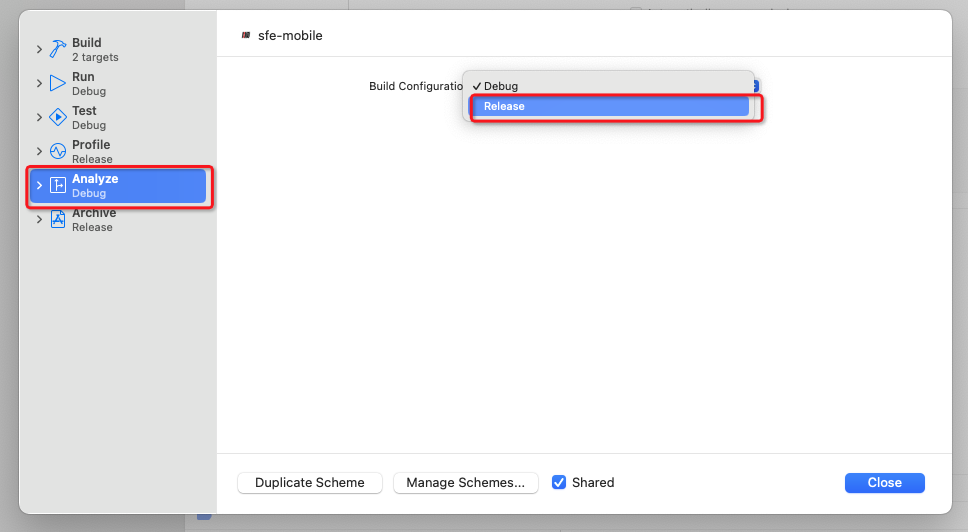 sfe-mobile
Build
2 targets
Run
Debug
Test
Debug
Profile
Release
Analyze
Debug
Archive
Release
Build Configuratio
✓ Debug
Release
Duplicate Scheme
Manage Schemes...
Shared
Close